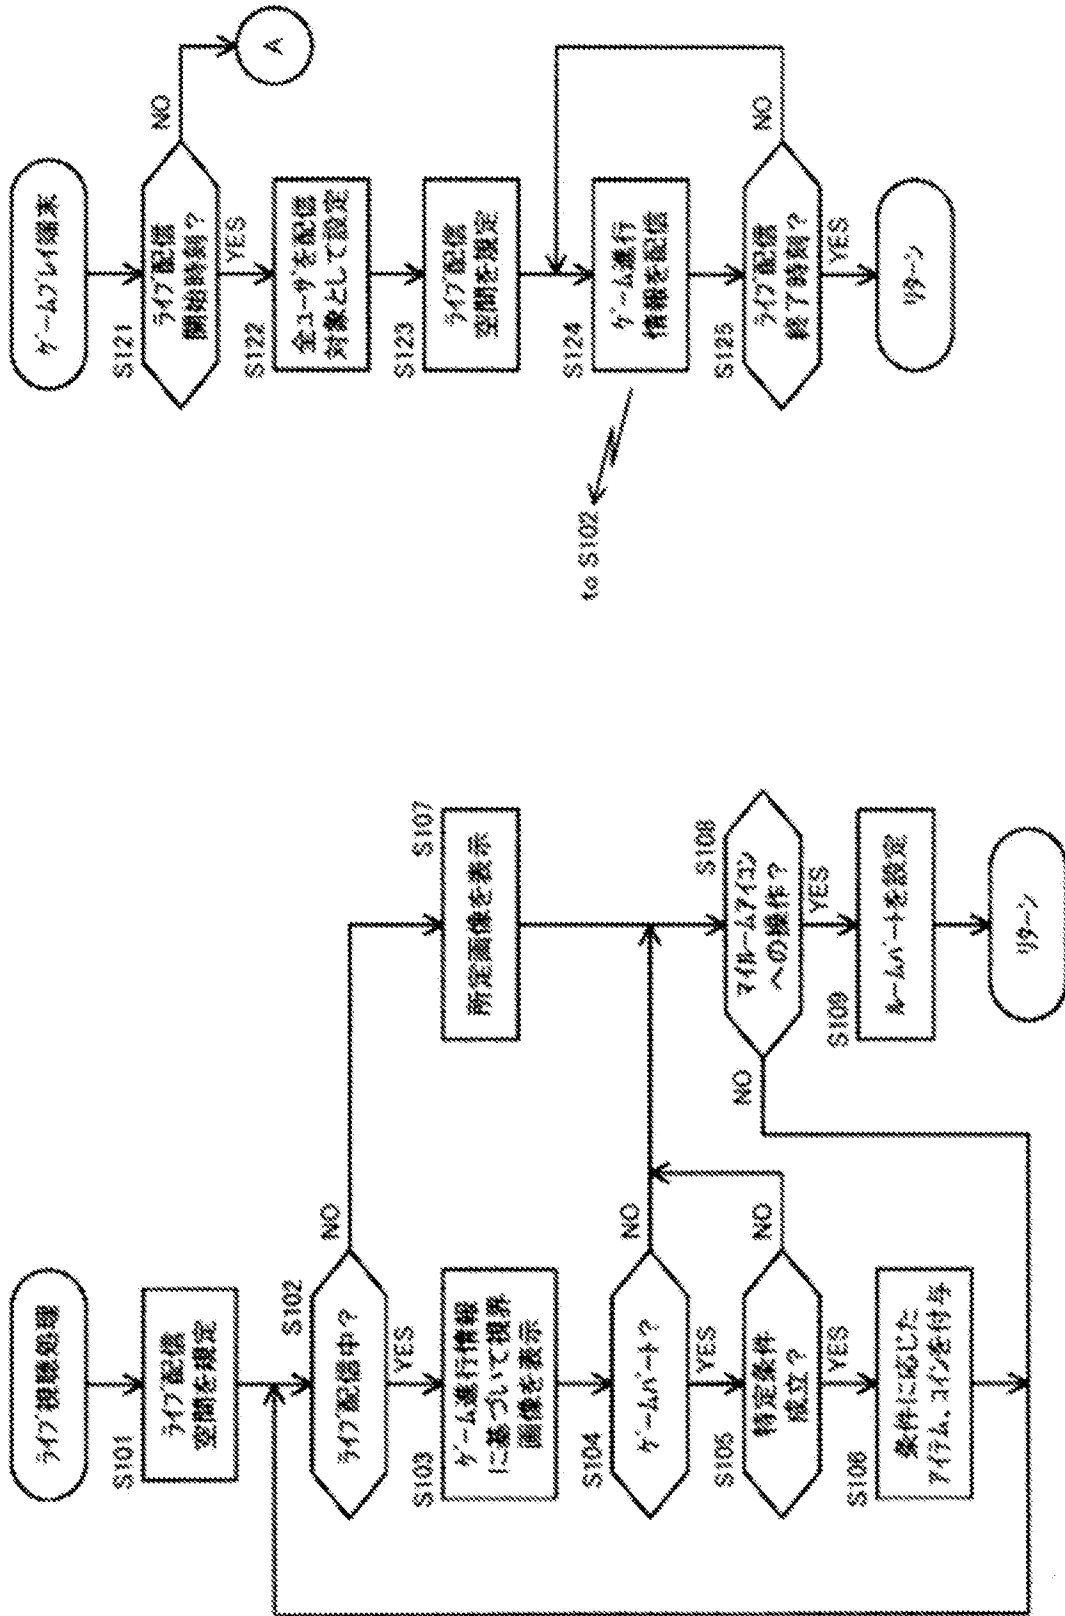 ライブ視聴処理
S101
ライブ配信
空間を規定
S102
ライブ配信中？
NO
YES
S103
ゲーム進行情報
に基づいて視界
画像を表示
S107
所定画像を表示
S104
ゲームパート？
NO
YES
S105
特定条件
成立？
NO
YES
S106
条件に応じた
アイテム、コインを付与
S108
マイルームアイコン
への操作？
NO
YES
S109
ルームパートを設定
リターン
ゲームプレイ端末
S121
ライブ配信
開始時刻？
NO
A
YES
S122
全ユーザを配信
対象として設定
S123
ライブ配信
空間を規定
S124
ゲーム進行
情報を配信
to S102
S125
ライブ配信
終了時刻？
NO
YES
リターン